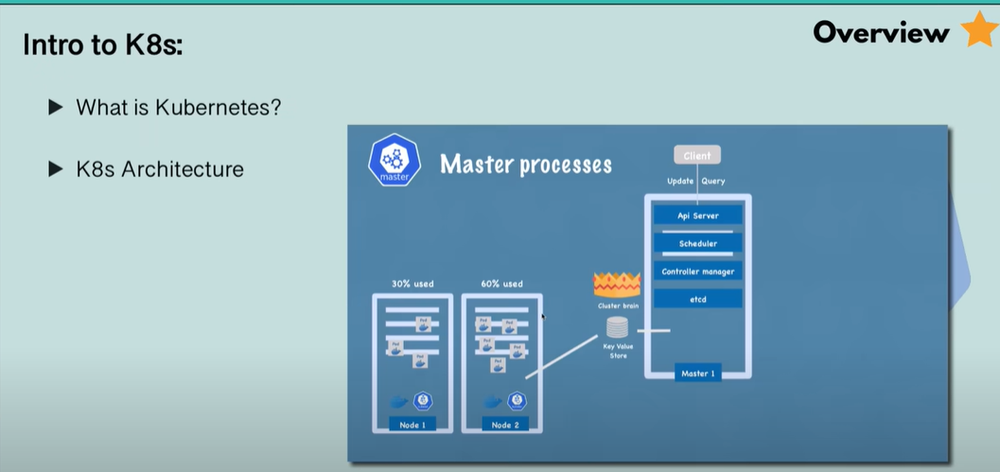 Overview
Intro to K8s:
What is Kubernetes?
K8s Architecture
master
Master processes
Client
Update Query
Api Server
Scheduler
Controller manager
etcd
Cluster brain
Key Value
Store
Master 1
30% used
60% used
Pod
Pod
Pod
Pod
Pod
Pod
Pod
Pod
Node 1
Node 2